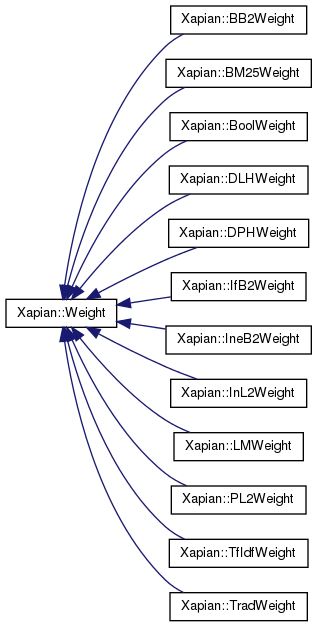 Xapian::BB2Weight
Xapian::BM25Weight
Xapian::BoolWeight
Xapian::DLHWeight
Xapian::DPHWeight
Xapian::IfB2Weight
Xapian::Weight
Xapian::IneB2Weight
Xapian::InL2Weight
Xapian::LMWeight
Xapian::PL2Weight
Xapian::TfIdfWeight
Xapian::TradWeight